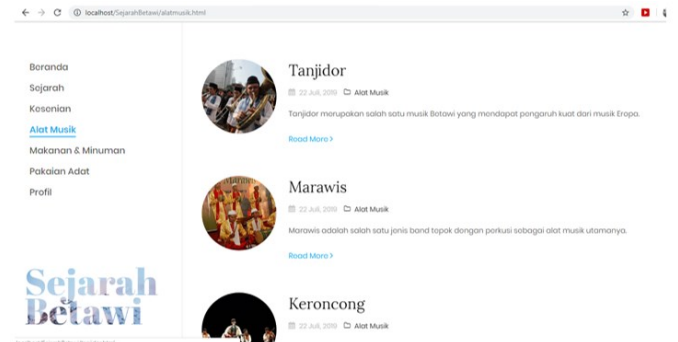 localhost/SejarahBetawi/alatmusik.html
Beranda
Sejarah
Kesenian
Alat Musik
Makanan & Minuman
Pakaian Adat
Profil
Sejarah
Betawi
Tanjidor
22 Juli, 2019 Alat Musik
Tanjidor merupakan salah satu musik Betawi yang mendapat pengaruh kuat dari musik Eropa.
Read More >
Marawis
22 Juli, 2019 Alat Musik
Marawis adalah salah satu jenis band tepok dengan perkusi sebagai alat musik utamanya.
Read More >
Keroncong
22 Juli, 2019 Alat Musik